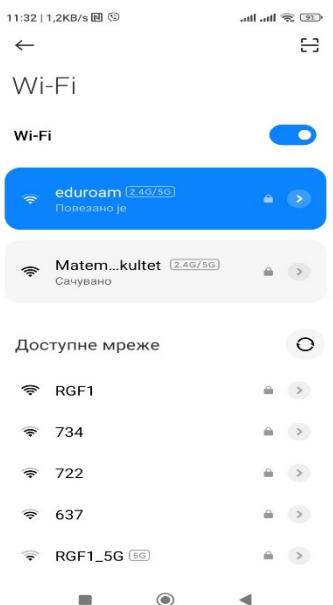 11:32 | 1,2KB/s 91
Wi-Fi
Wi-Fi
eduroam 2.4G/5G
Повезано је
Matem...kultet 2.4G/5G
Сачувано
Доступне мреже
RGF1
734
722
637
RGF1_5G 5G